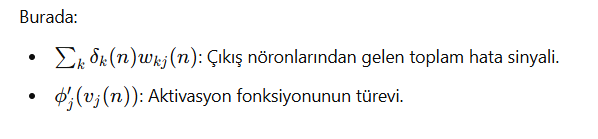 Burada:
• ∑ₖ δₖ(n)wₖⱼ(n): Çıkış nöronlarından gelen toplam hata sinyali.
• ϕ′ⱼ(vⱼ(n)): Aktivasyon fonksiyonunun türevi.